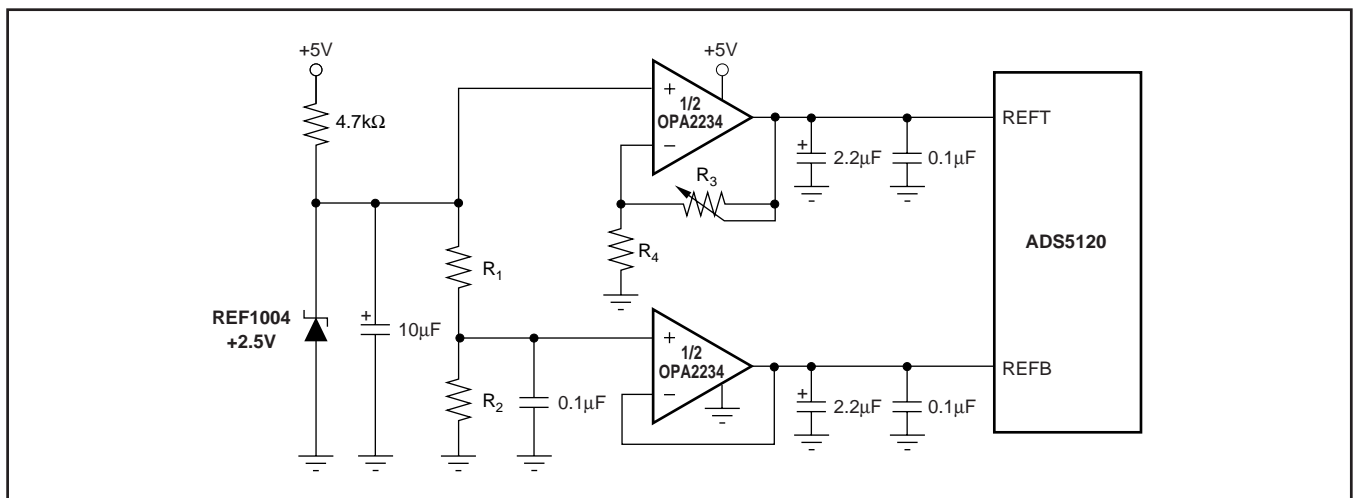 +5V
4.7kΩ
REF1004
+2.5V
10µF
R1
R2
0.1µF
+5V
+
1/2
OPA2234
−
R3
R4
+
1/2
OPA2234
−
+
2.2µF
0.1µF
+
2.2µF
0.1µF
REFT
ADS5120
REFB